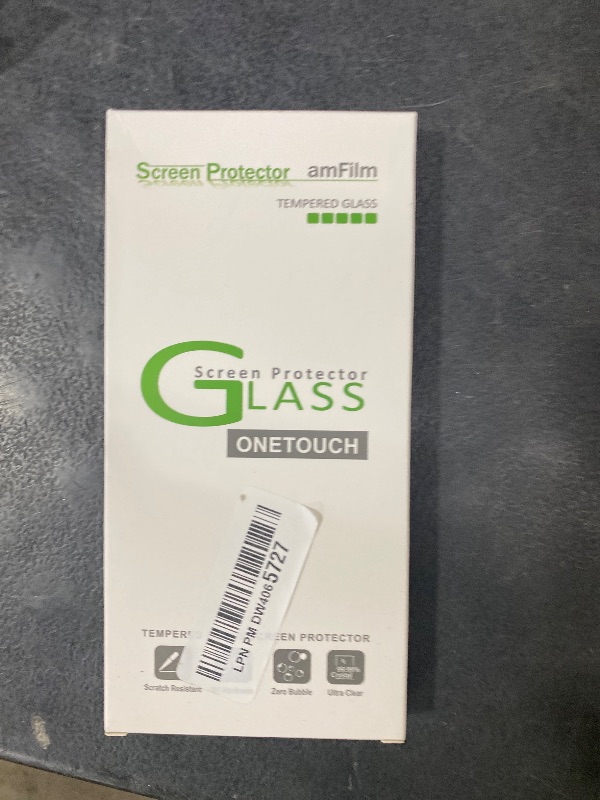 Screen Protector amFilm
TEMPERED GLASS
Screen Protector
GLASS
ONETOUCH
LPN PM DW4065727
TEMPER EEN PROTECTOR
Scratch Resistant Zero Bubble Ultra Clear